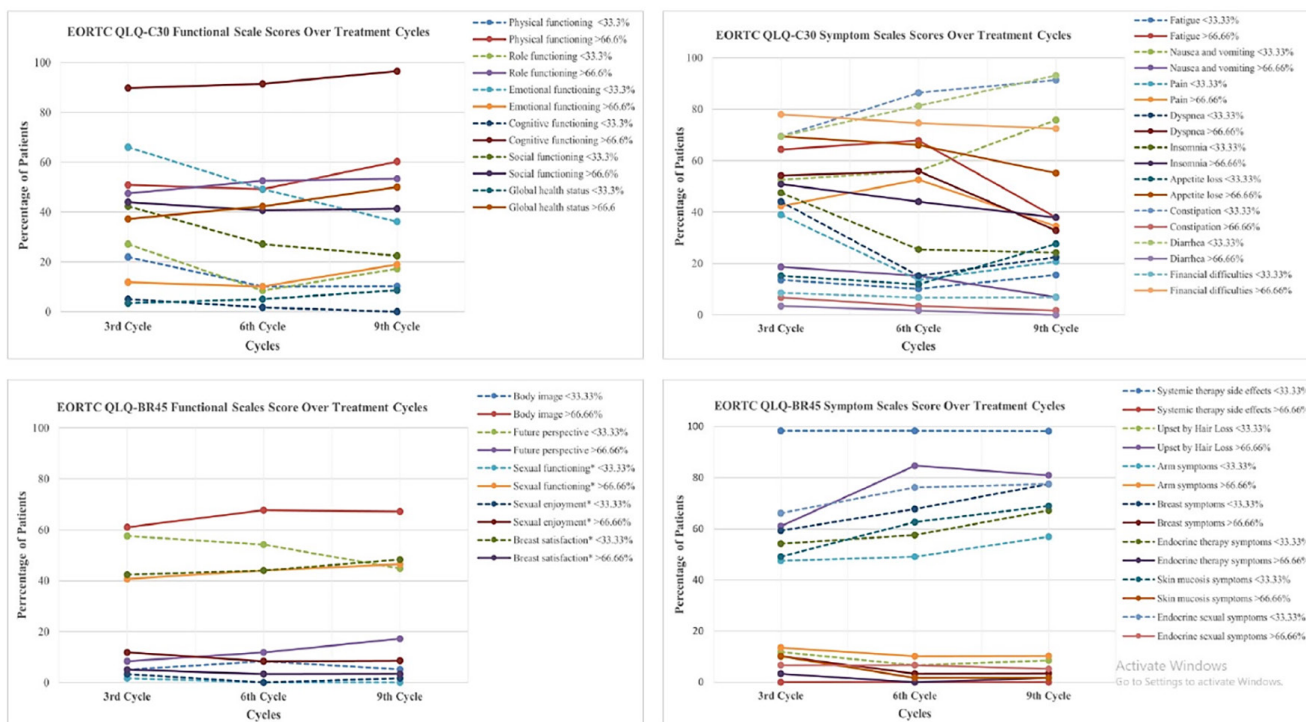 EORTC QLQ-C30 Functional Scale Scores Over Treatment Cycles
Percentage of Patients
100
80
60
40
20
0
3rd Cycle 6th Cycle 9th Cycle
Cycles
Physical functioning <33.3%
Physical functioning >66.6%
Role functioning <33.3%
Role functioning >66.6%
Emotional functioning <33.3%
Emotional functioning >66.6%
Cognitive functioning <33.3%
Cognitive functioning >66.6%
Social functioning <33.3%
Social functioning >66.6%
Global health status <33.3%
Global health status >66.6
EORTC QLQ-C30 Symptom Scales Scores Over Treatment Cycles
Percentage of Patients
100
80
60
40
20
0
3rd Cycle 6th Cycle 9th Cycle
Cycles
Fatigue <33.33%
Fatigue >66.66%
Nausea and vomiting <33.33%
Nausea and vomiting >66.66%
Pain <33.33%
Pain >66.66%
Dyspnea <33.33%
Dyspnea >66.66%
Insomnia <33.33%
Insomnia >66.66%
Appetite loss <33.33%
Appetite lose >66.66%
Constipation <33.33%
Constipation >66.66%
Diarrhea <33.33%
Diarrhea >66.66%
Financial difficulties <33.33%
Financial difficulties >66.66%
EORTC QLQ-BR45 Functional Scales Score Over Treatment Cycles
Perrcentage of Patients
100
80
60
40
20
0
3rd Cycle 6th Cycle 9th Cycle
Cycles
Body image <33.33%
Body image >66.66%
Future perspective <33.33%
Future perspective >66.66%
Sexual functioning* <33.33%
Sexual functioning* >66.66%
Sexual enjoyment* <33.33%
Sexual enjoyment* >66.66%
Breast satisfaction* <33.33%
Breast satisfaction* >66.66%
EORTC QLQ-BR45 Symptom Scales Score Over Treatment Cycles
Perrcentage of Patients
100
80
60
40
20
0
3rd Cycle 6th Cycle 9th Cycle
Cycles
Systemic therapy side effects <33.33%
Systemic therapy side effects >66.66%
Upset by Hair Loss <33.33%
Upset by Hair Loss >66.66%
Arm symptoms <33.33%
Arm symptoms >66.66%
Breast symptoms <33.33%
Breast symptoms >66.66%
Endocrine therapy symptoms <33.33%
Endocrine therapy symptoms >66.66%
Skin mucosis symptoms <33.33%
Skin mucosis symptoms >66.66%
Endocrine sexual symptoms <33.33%
Endocrine sexual symptoms >66.66%
Activate Windows
Go to Settings to activate Windows.